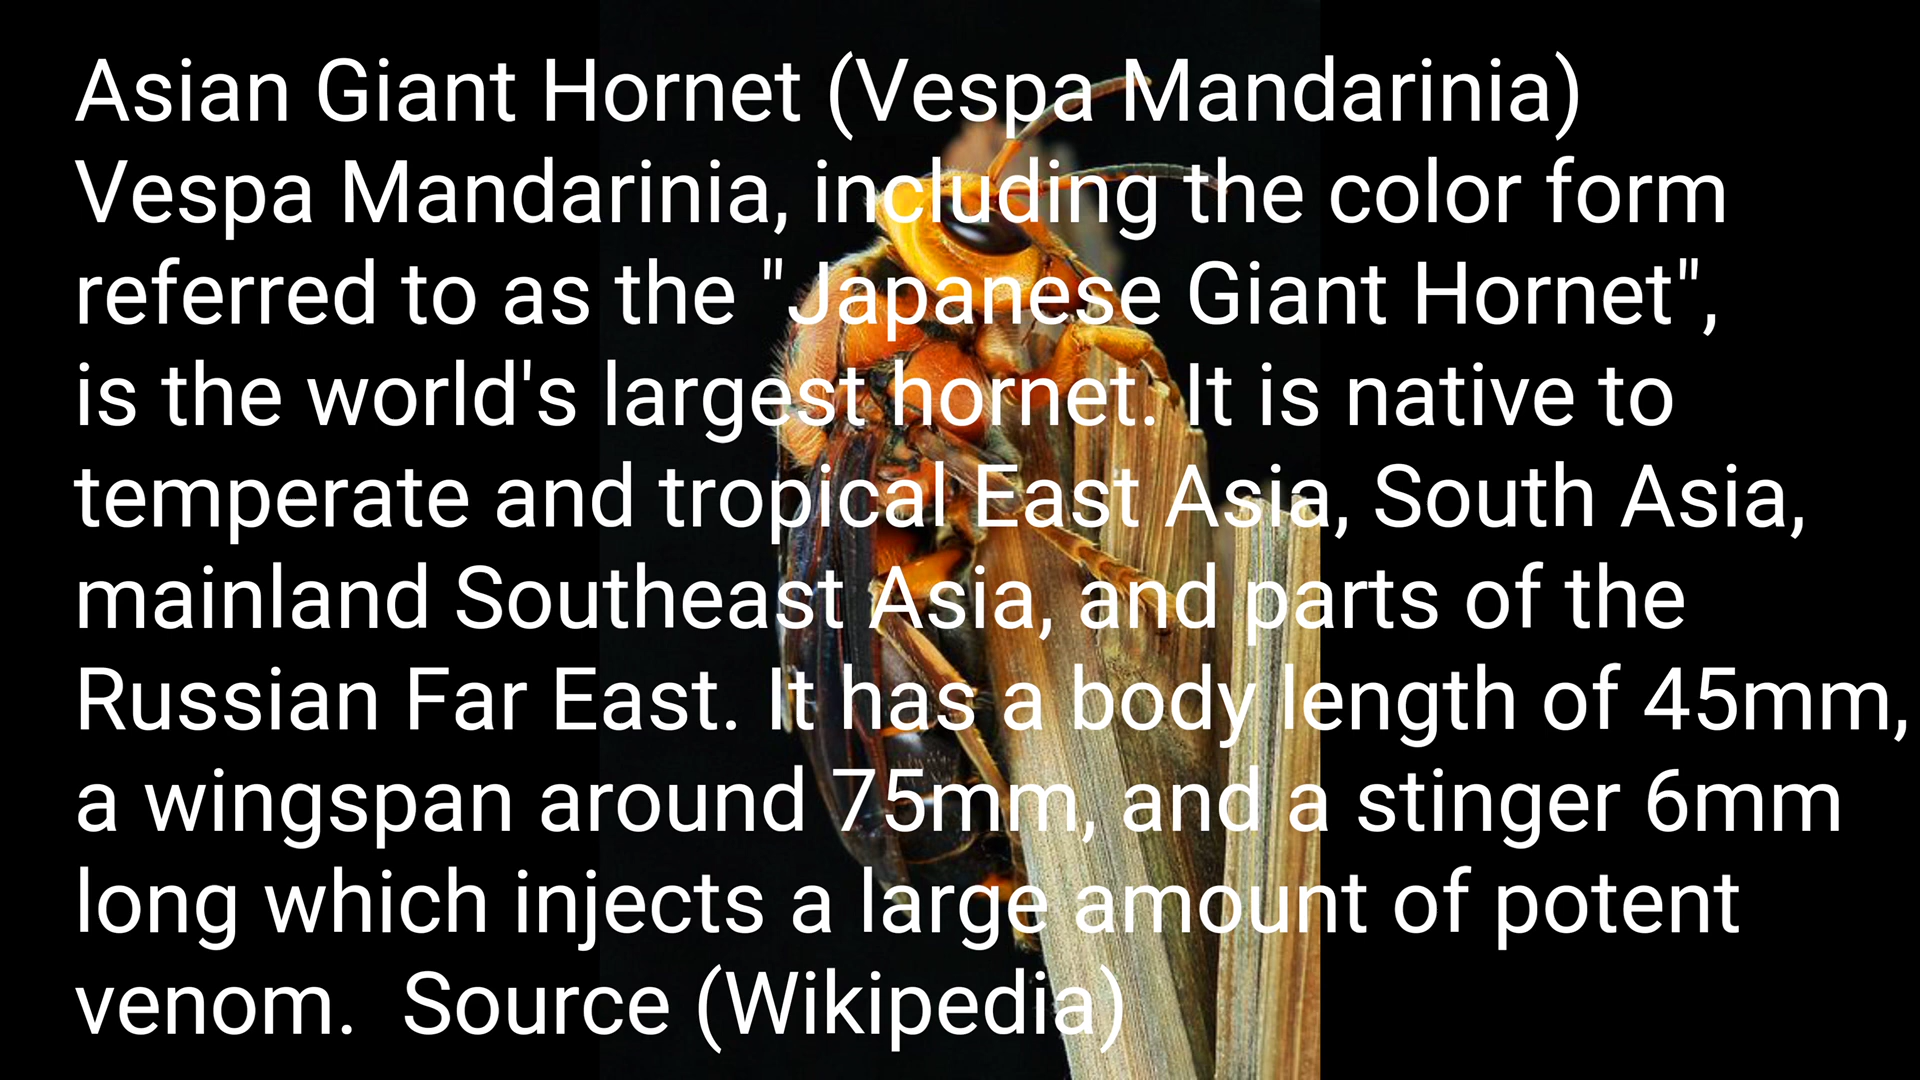 Asian Giant Hornet (Vespa Mandarinia)
Vespa Mandarinia, including the color form
referred to as the "Japanese Giant Hornet",
is the world's largest hornet. It is native to
temperate and tropical East Asia, South Asia,
mainland Southeast Asia, and parts of the
Russian Far East. It has a body length of 45mm,
a wingspan around 75mm, and a stinger 6mm
long which injects a large amount of potent
venom.  Source (Wikipedia)